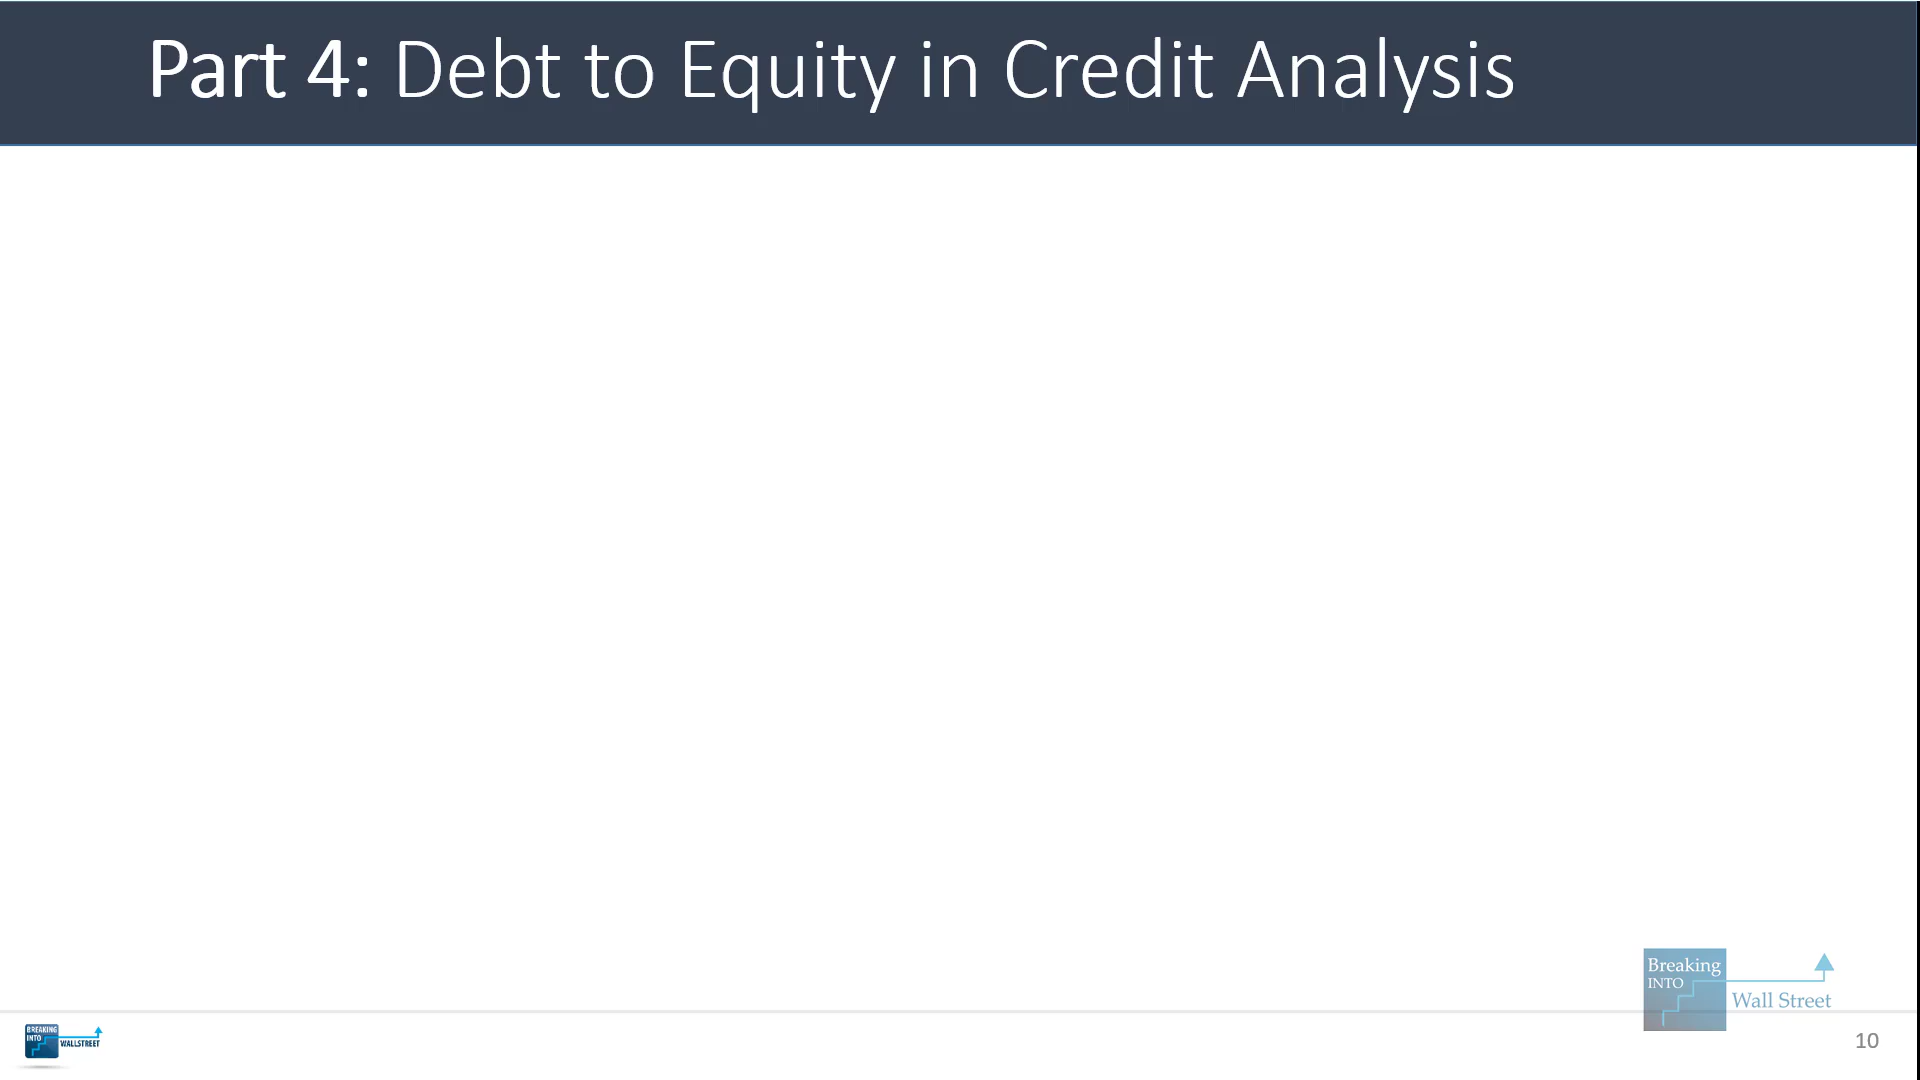 Part 4: Debt to Equity in Credit Analysis
Breaking
INTO
Wall Street
BREAKING
INTO
WALLSTREET
10